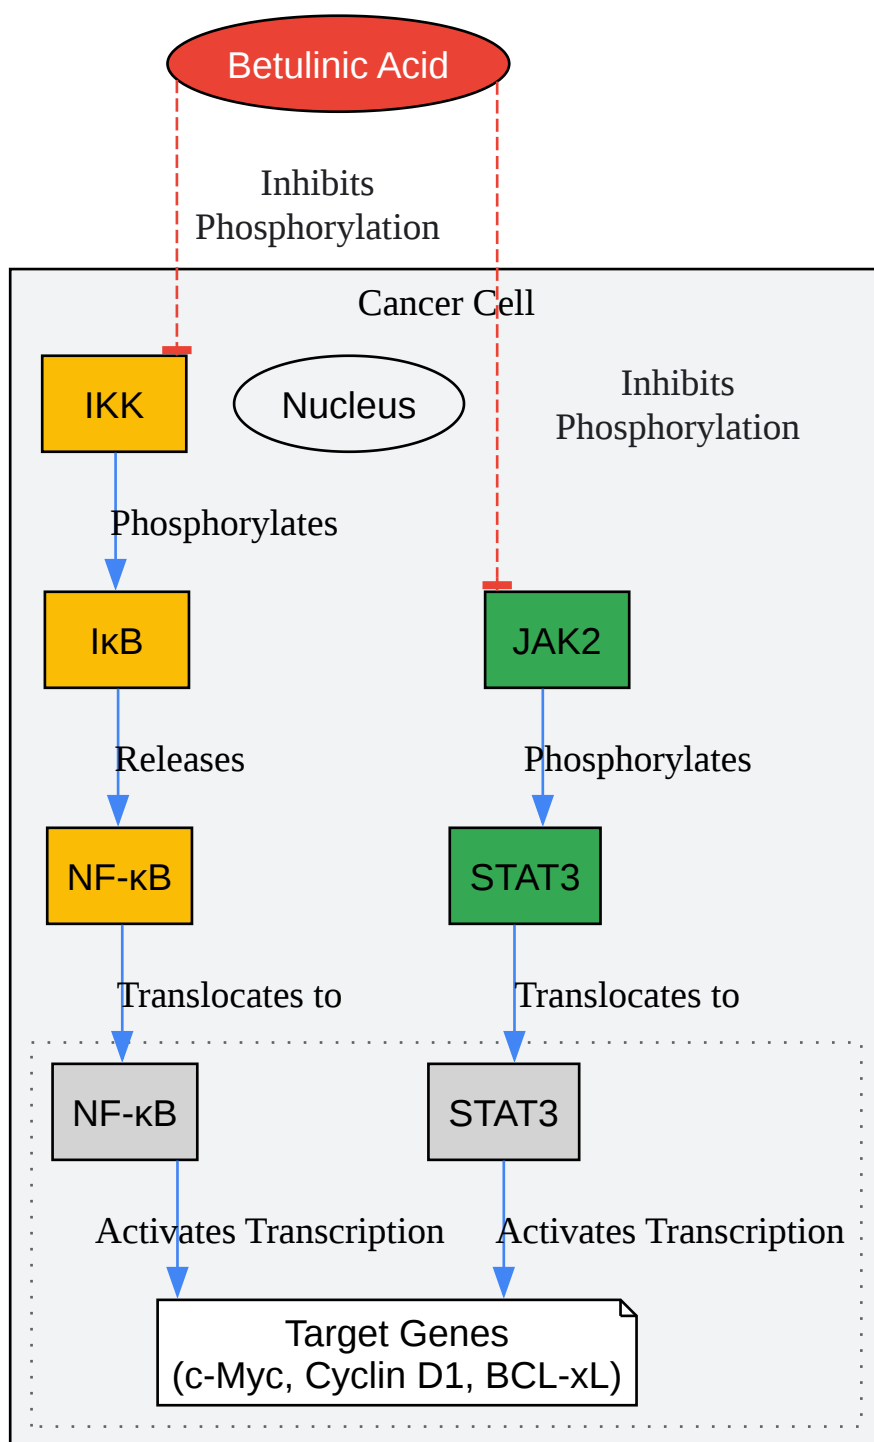 Betulinic Acid
Inhibits
Phosphorylation
Cancer Cell
IKK
Nucleus
Inhibits
Phosphorylation
Phosphorylates
IκB
JAK2
Releases
Phosphorylates
NF-κB
STAT3
Translocates to
Translocates to
NF-κB
STAT3
Activates Transcription
Activates Transcription
Target Genes
(c-Myc, Cyclin D1, BCL-xL)